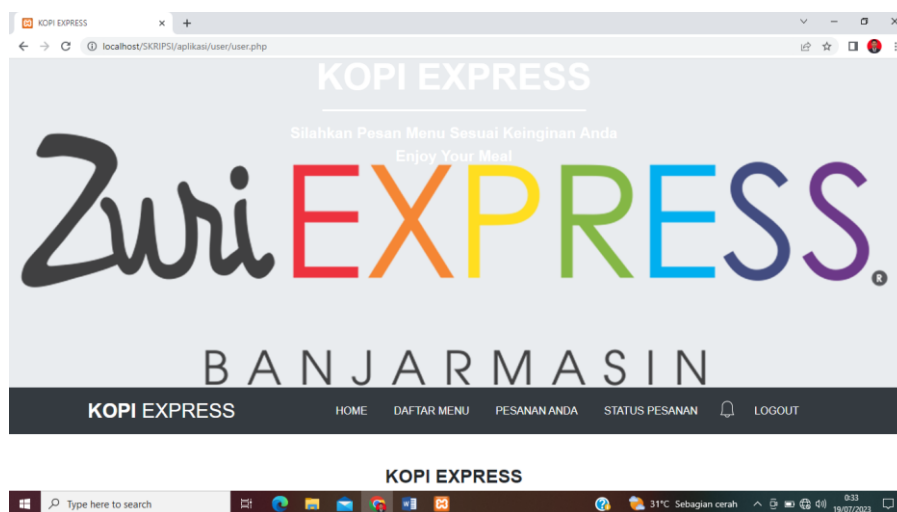 KOPI EXPRESS
localhost/SKRIPSI/aplikasi/user/user.php
KOPI EXPRESS
Silahkan Pesan Menu Sesuai Keinginan Anda
Enjoy Your Meal
Zuri EXPRESS®
BANJARMASIN
KOPI EXPRESS HOME DAFTAR MENU PESANAN ANDA STATUS PESANAN LOGOUT
KOPI EXPRESS
Type here to search 31°C Sebagian cerah 0:33
19/07/2023